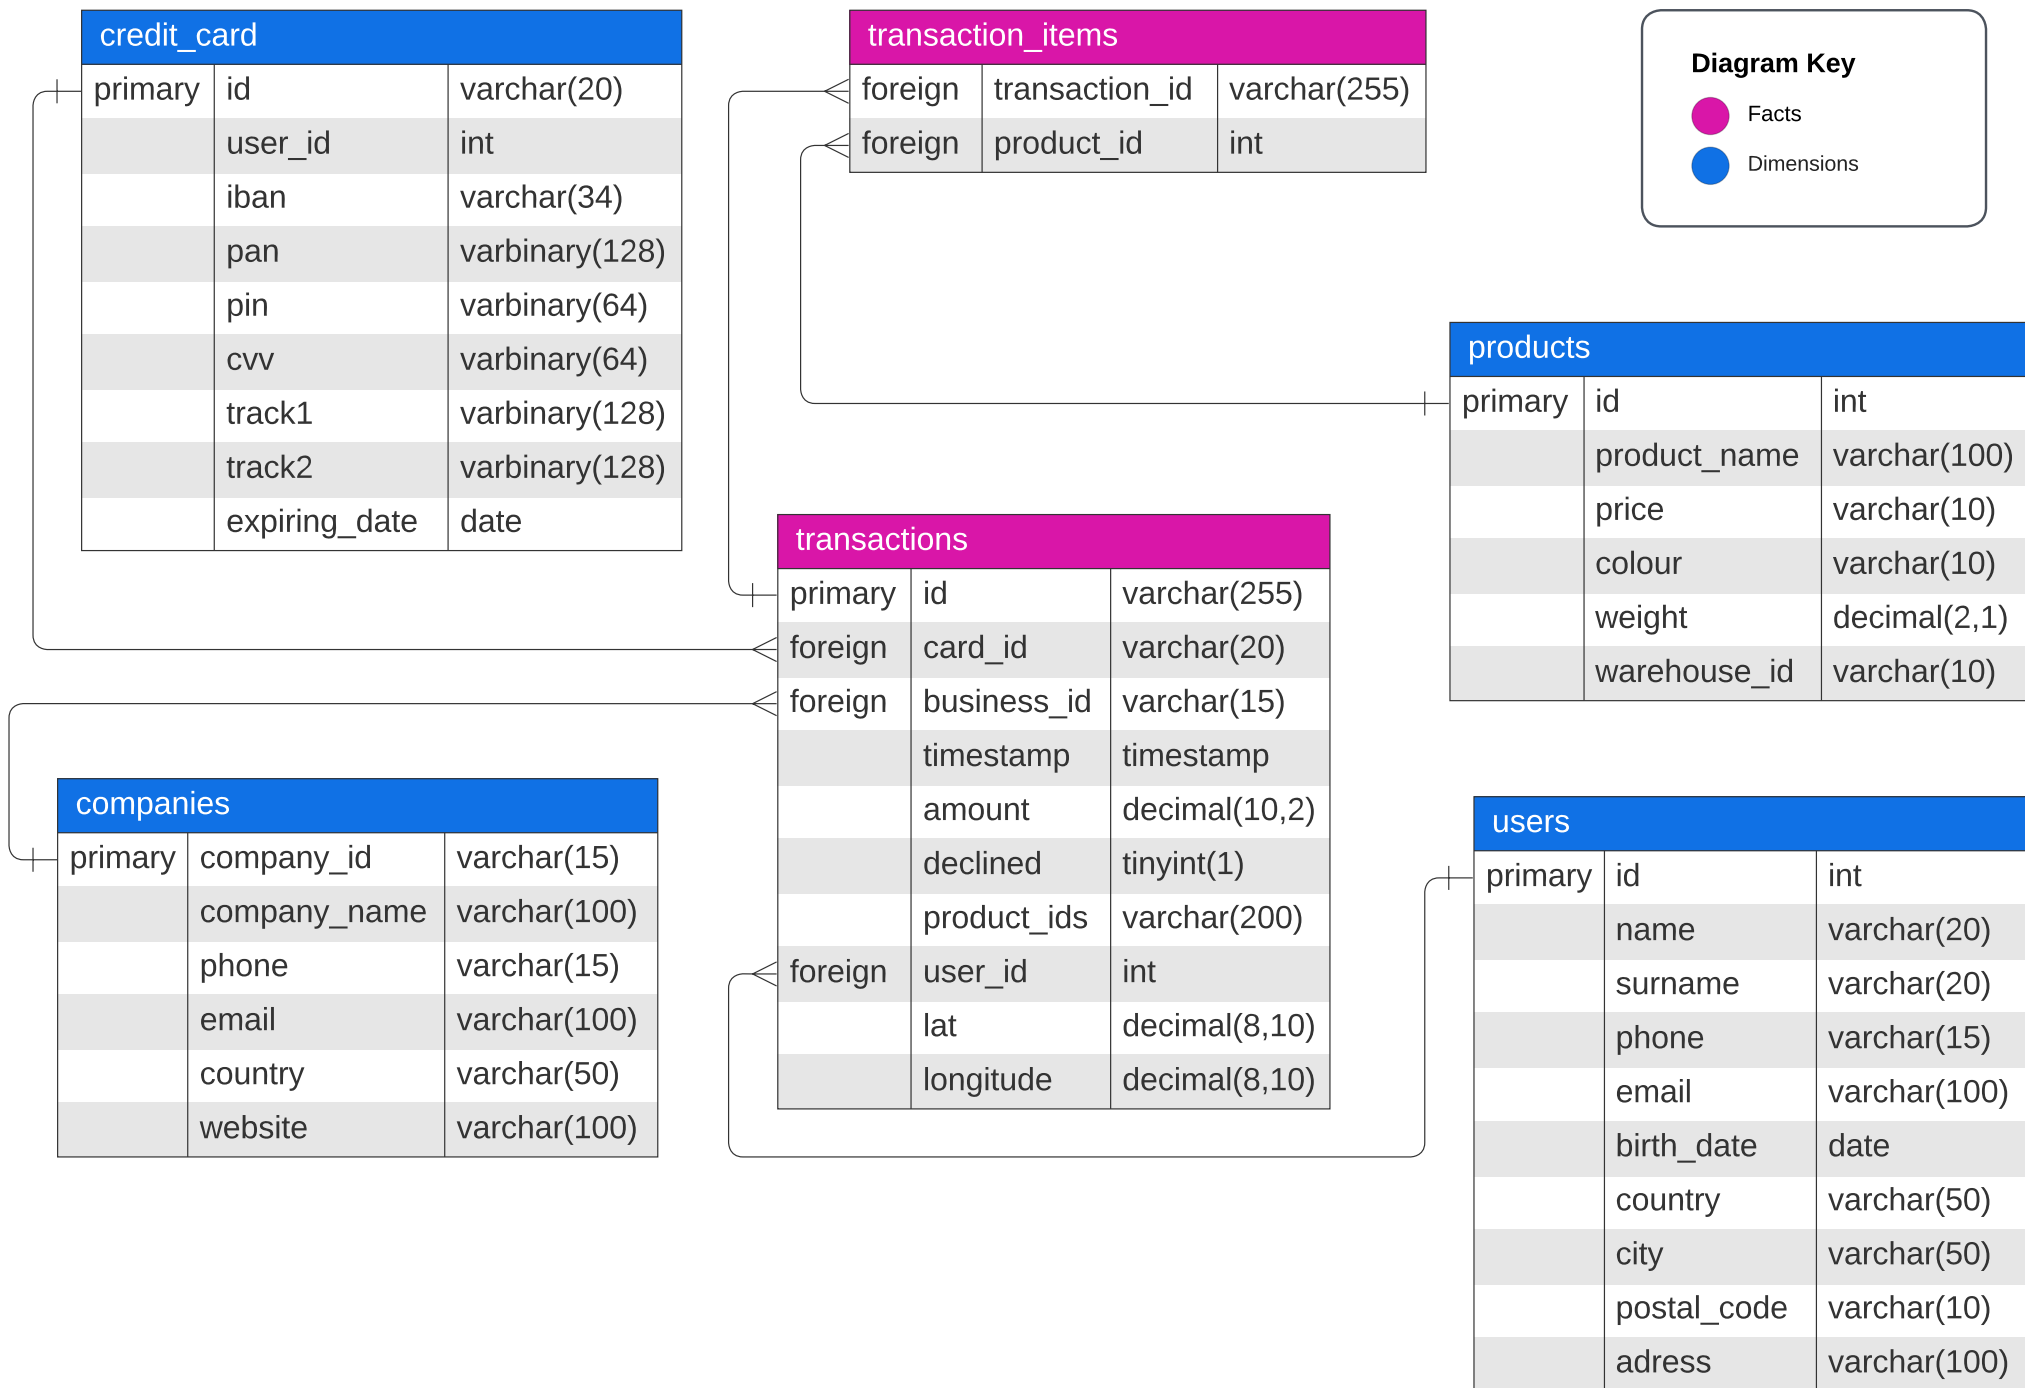 credit_card
primary id varchar(20)
user_id int
iban varchar(34)
pan varbinary(128)
pin varbinary(64)
cvv varbinary(64)
track1 varbinary(128)
track2 varbinary(128)
expiring_date date
transaction_items
foreign transaction_id varchar(255)
foreign product_id int
Diagram Key
Facts
Dimensions
products
primary id int
product_name varchar(100)
price varchar(10)
colour varchar(10)
weight decimal(2,1)
warehouse_id varchar(10)
transactions
primary id varchar(255)
foreign card_id varchar(20)
foreign business_id varchar(15)
timestamp timestamp
amount decimal(10,2)
declined tinyint(1)
product_ids varchar(200)
foreign user_id int
lat decimal(8,10)
longitude decimal(8,10)
companies
primary company_id varchar(15)
company_name varchar(100)
phone varchar(15)
email varchar(100)
country varchar(50)
website varchar(100)
users
primary id int
name varchar(20)
surname varchar(20)
phone varchar(15)
email varchar(100)
birth_date date
country varchar(50)
city varchar(50)
postal_code varchar(10)
adress varchar(100)